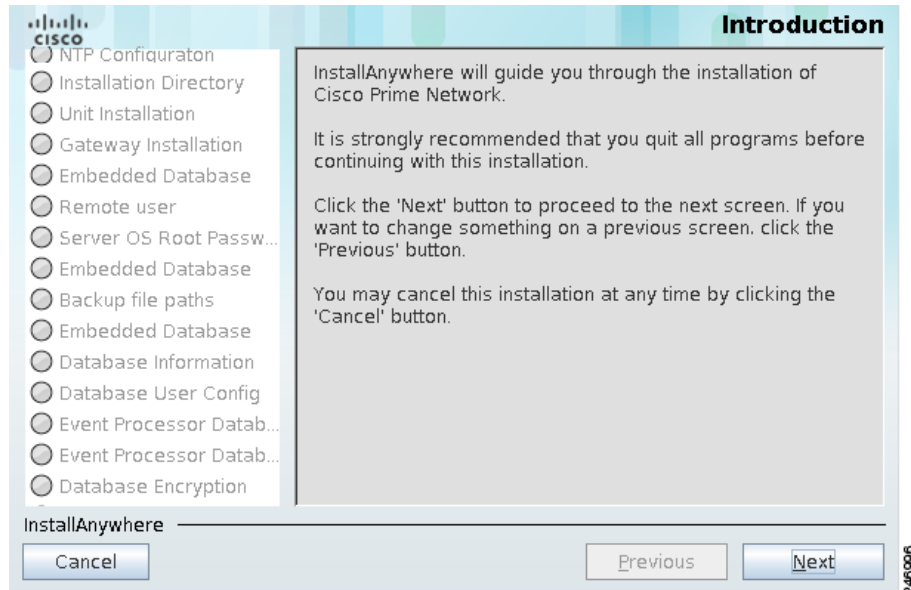 CISCO
Introduction
NTP Configuraton
Installation Directory
Unit Installation
Gateway Installation
Embedded Database
Remote user
Server OS Root Passw...
Embedded Database
Backup file paths
Embedded Database
Database Information
Database User Config
Event Processor Datab...
Event Processor Datab...
Database Encryption
InstallAnywhere will guide you through the installation of
Cisco Prime Network.
It is strongly recommended that you quit all programs before
continuing with this installation.
Click the 'Next' button to proceed to the next screen. If you
want to change something on a previous screen. click the
'Previous' button.
You may cancel this installation at any time by clicking the
'Cancel' button.
InstallAnywhere
Cancel
Previous
Next
246996